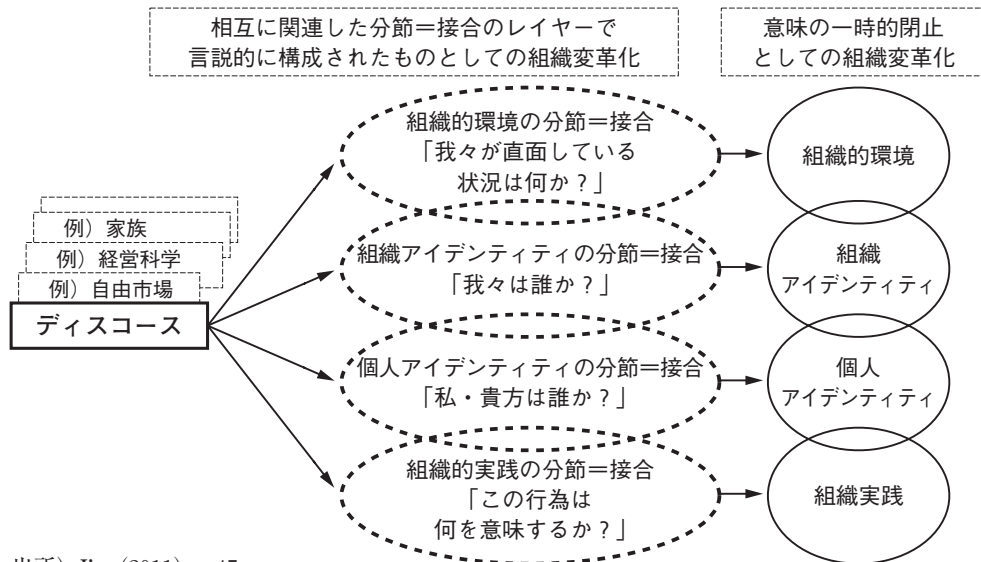 相互に関連した分節＝接合のレイヤーで
言説的に構成されたものとしての組織変革化
意味の一時的閉止
としての組織変革化
組織的環境の分節＝接合
「我々が直面している
状況は何か？」
組織的環境
例）家族
例）経営科学
例）自由市場
ディスコース
組織アイデンティティの分節＝接合
「我々は誰か？」
組織
アイデンティティ
個人アイデンティティの分節＝接合
「私・貴方は誰か？」
個人
アイデンティティ
組織的実践の分節＝接合
「この行為は
何を意味するか？」
組織実践